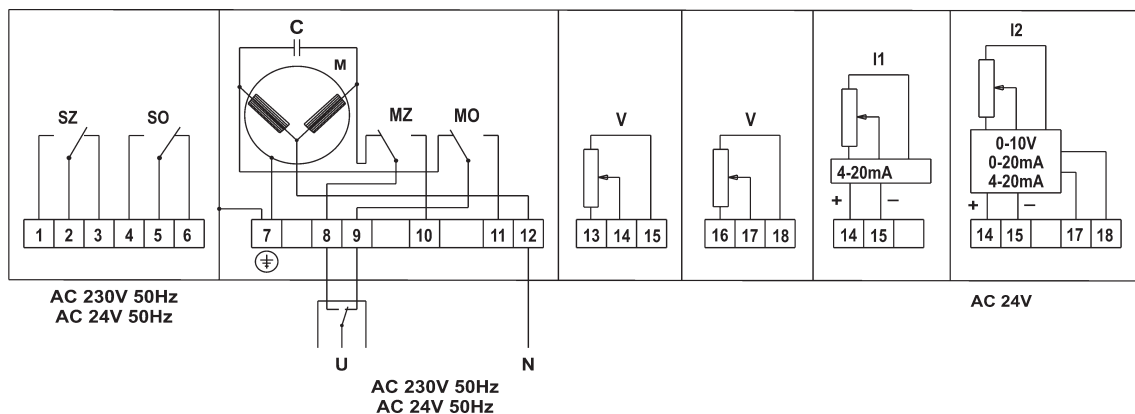 SZ
SO
1 2 3 4 5 6
AC 230V 50Hz
AC 24V 50Hz
C
M
MZ
MO
7 8 9 10 11 12
U
N
AC 230V 50Hz
AC 24V 50Hz
V
13 14 15
V
16 17 18
I1
4-20mA
+ –
14 15
I2
0-10V
0-20mA
4-20mA
+ –
14 15 17 18
AC 24V